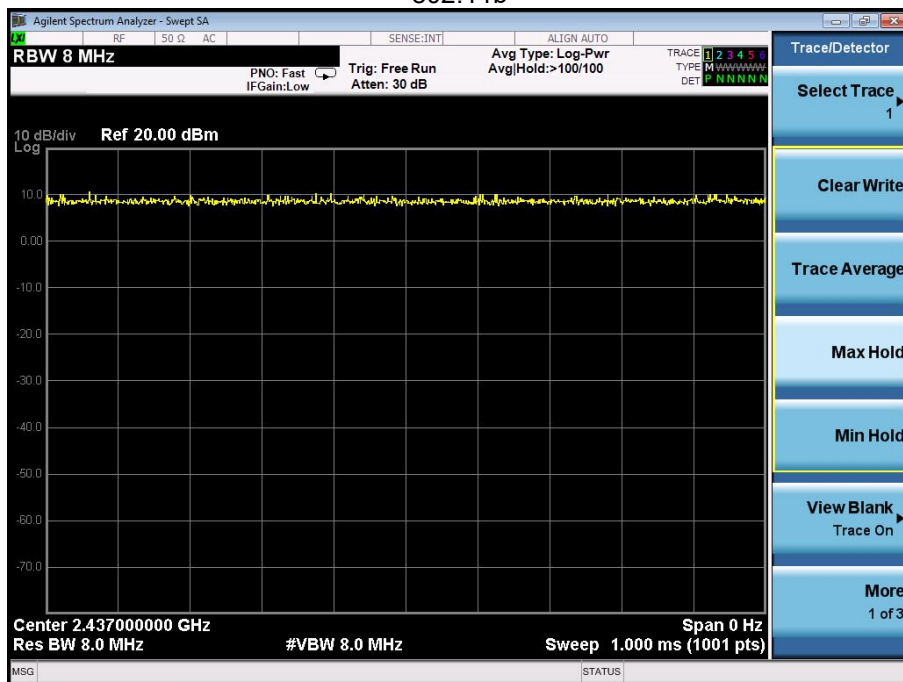 Agilent Spectrum Analyzer - Swept SA
LXI
RF
50 Ω
AC
SENSE:INT
ALIGN AUTO
RBW 8 MHz
PNO: Fast
IFGain:Low
Trig: Free Run
Atten: 30 dB
Avg Type: Log-Pwr
Avg|Hold:>100/100
TRACE 1 2 3 4 5 6
TYPE M WWWWW
DET P N N N N N
10 dB/div
Log
Ref 20.00 dBm
10.0
0.00
-10.0
-20.0
-30.0
-40.0
-50.0
-60.0
-70.0
Center 2.437000000 GHz
Span 0 Hz
Res BW 8.0 MHz
#VBW 8.0 MHz
Sweep 1.000 ms (1001 pts)
MSG
STATUS
Trace/Detector
Select Trace
1
Clear Write
Trace Average
Max Hold
Min Hold
View Blank
Trace On
More
1 of 3